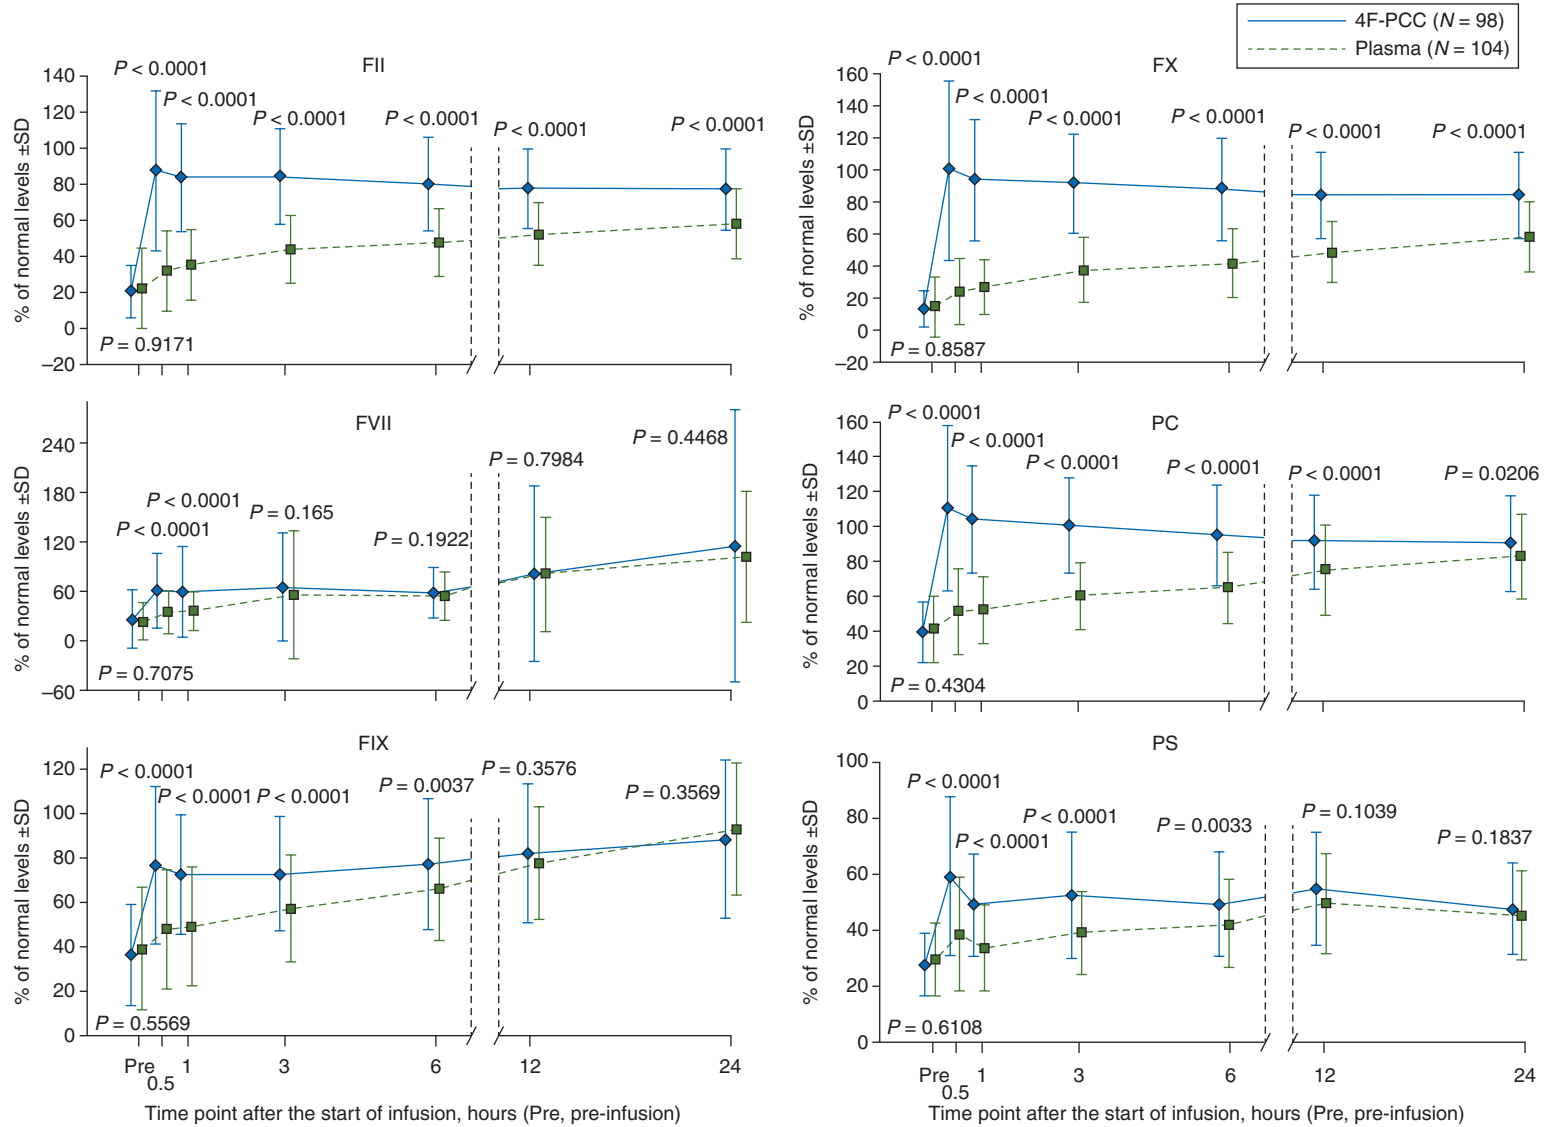 4F-PCC (N = 98)
Plasma (N = 104)
FII
% of normal levels ±SD
140
120
100
80
60
40
20
0
–20
P < 0.0001
P < 0.0001
P < 0.0001
P < 0.0001
P < 0.0001
P < 0.0001
P = 0.9171
FX
% of normal levels ±SD
160
140
120
100
80
60
40
20
0
–20
P < 0.0001
P < 0.0001
P < 0.0001
P < 0.0001
P < 0.0001
P < 0.0001
P = 0.8587
FVII
% of normal levels ±SD
240
180
120
60
0
–60
P < 0.0001
P < 0.0001
P = 0.165
P = 0.1922
P = 0.7984
P = 0.4468
P = 0.7075
PC
% of normal levels ±SD
160
140
120
100
80
60
40
20
0
P < 0.0001
P < 0.0001
P < 0.0001
P < 0.0001
P < 0.0001
P = 0.0206
P = 0.4304
FIX
% of normal levels ±SD
120
100
80
60
40
20
0
P < 0.0001
P < 0.0001
P < 0.0001
P = 0.0037
P = 0.3576
P = 0.3569
P = 0.5569
Pre
0.5
1
3
6
12
24
Time point after the start of infusion, hours (Pre, pre-infusion)
PS
% of normal levels ±SD
100
80
60
40
20
0
P < 0.0001
P < 0.0001
P < 0.0001
P = 0.0033
P = 0.1039
P = 0.1837
P = 0.6108
Pre
0.5
1
3
6
12
24
Time point after the start of infusion, hours (Pre, pre-infusion)